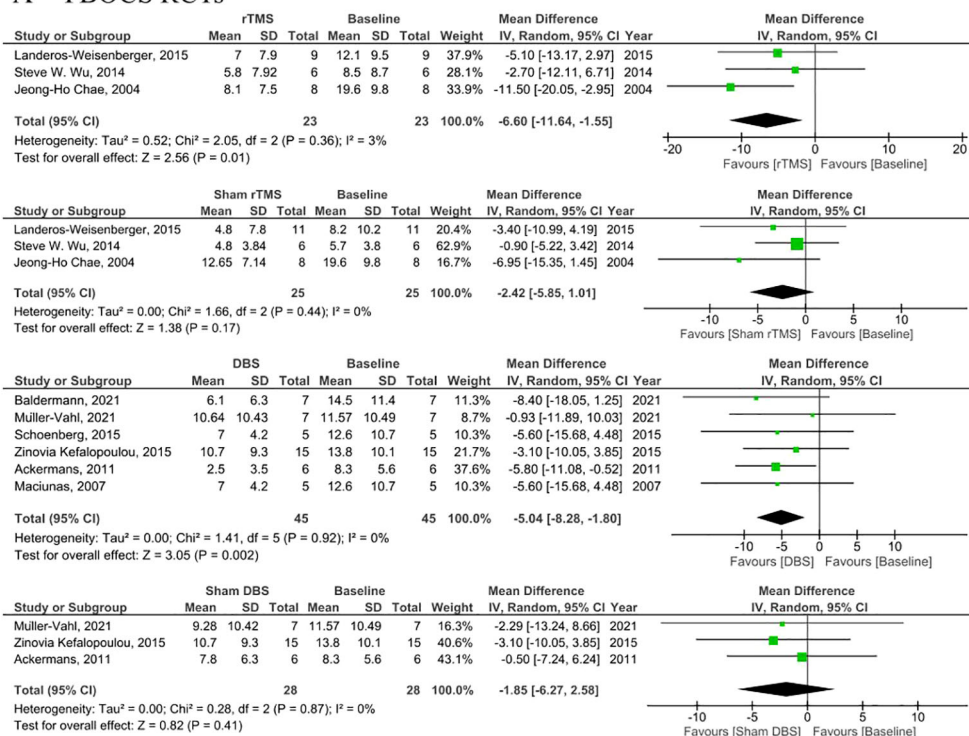 A YBOCS RCTs
rTMS Baseline Mean Difference Mean Difference
Study or Subgroup Mean SD Total Mean SD Total Weight IV, Random, 95% CI Year IV, Random, 95% CI
Landeros-Weisenberger, 2015 7 7.9 9 12.1 9.5 9 37.9% -5.10 [-13.17, 2.97] 2015
Steve W. Wu, 2014 5.8 7.92 6 8.5 8.7 6 28.1% -2.70 [-12.11, 6.71] 2014
Jeong-Ho Chae, 2004 8.1 7.5 8 19.6 9.8 8 33.9% -11.50 [-20.05, -2.95] 2004
Total (95% CI) 23 23 100.0% -6.60 [-11.64, -1.55]
Heterogeneity: Tau² = 0.52; Chi² = 2.05, df = 2 (P = 0.36); I² = 3%
Test for overall effect: Z = 2.56 (P = 0.01)
-20 -10 0 10 20
Favours [rTMS] Favours [Baseline]
Sham rTMS Baseline Mean Difference Mean Difference
Study or Subgroup Mean SD Total Mean SD Total Weight IV, Random, 95% CI Year IV, Random, 95% CI
Landeros-Weisenberger, 2015 4.8 7.8 11 8.2 10.2 11 20.4% -3.40 [-10.99, 4.19] 2015
Steve W. Wu, 2014 4.8 3.84 6 5.7 3.8 6 62.9% -0.90 [-5.22, 3.42] 2014
Jeong-Ho Chae, 2004 12.65 7.14 8 19.6 9.8 8 16.7% -6.95 [-15.35, 1.45] 2004
Total (95% CI) 25 25 100.0% -2.42 [-5.85, 1.01]
Heterogeneity: Tau² = 0.00; Chi² = 1.66, df = 2 (P = 0.44); I² = 0%
Test for overall effect: Z = 1.38 (P = 0.17)
-10 -5 0 5 10
Favours [Sham rTMS] Favours [Baseline]
DBS Baseline Mean Difference Mean Difference
Study or Subgroup Mean SD Total Mean SD Total Weight IV, Random, 95% CI Year IV, Random, 95% CI
Baldermann, 2021 6.1 6.3 7 14.5 11.4 7 11.3% -8.40 [-18.05, 1.25] 2021
Müller-Vahl, 2021 10.64 10.43 7 11.57 10.49 7 8.7% -0.93 [-11.89, 10.03] 2021
Schoenberg, 2015 7 4.2 5 12.6 10.7 5 10.3% -5.60 [-15.68, 4.48] 2015
Zinovia Kefalopoulou, 2015 10.7 9.3 15 13.8 10.1 15 21.7% -3.10 [-10.05, 3.85] 2015
Ackermans, 2011 2.5 3.5 6 8.3 5.6 6 37.6% -5.80 [-11.08, -0.52] 2011
Maciunas, 2007 7 4.2 5 12.6 10.7 5 10.3% -5.60 [-15.68, 4.48] 2007
Total (95% CI) 45 45 100.0% -5.04 [-8.28, -1.80]
Heterogeneity: Tau² = 0.00; Chi² = 1.41, df = 5 (P = 0.92); I² = 0%
Test for overall effect: Z = 3.05 (P = 0.002)
-10 -5 0 5 10
Favours [DBS] Favours [Baseline]
Sham DBS Baseline Mean Difference Mean Difference
Study or Subgroup Mean SD Total Mean SD Total Weight IV, Random, 95% CI Year IV, Random, 95% CI
Müller-Vahl, 2021 9.28 10.42 7 11.57 10.49 7 16.3% -2.29 [-13.24, 8.66] 2021
Zinovia Kefalopoulou, 2015 10.7 9.3 15 13.8 10.1 15 40.6% -3.10 [-10.05, 3.85] 2015
Ackermans, 2011 7.8 6.3 6 8.3 5.6 6 43.1% -0.50 [-7.24, 6.24] 2011
Total (95% CI) 28 28 100.0% -1.85 [-6.27, 2.58]
Heterogeneity: Tau² = 0.00; Chi² = 0.28, df = 2 (P = 0.87); I² = 0%
Test for overall effect: Z = 0.82 (P = 0.41)
-10 -5 0 5 10
Favours [Sham DBS] Favours [Baseline]